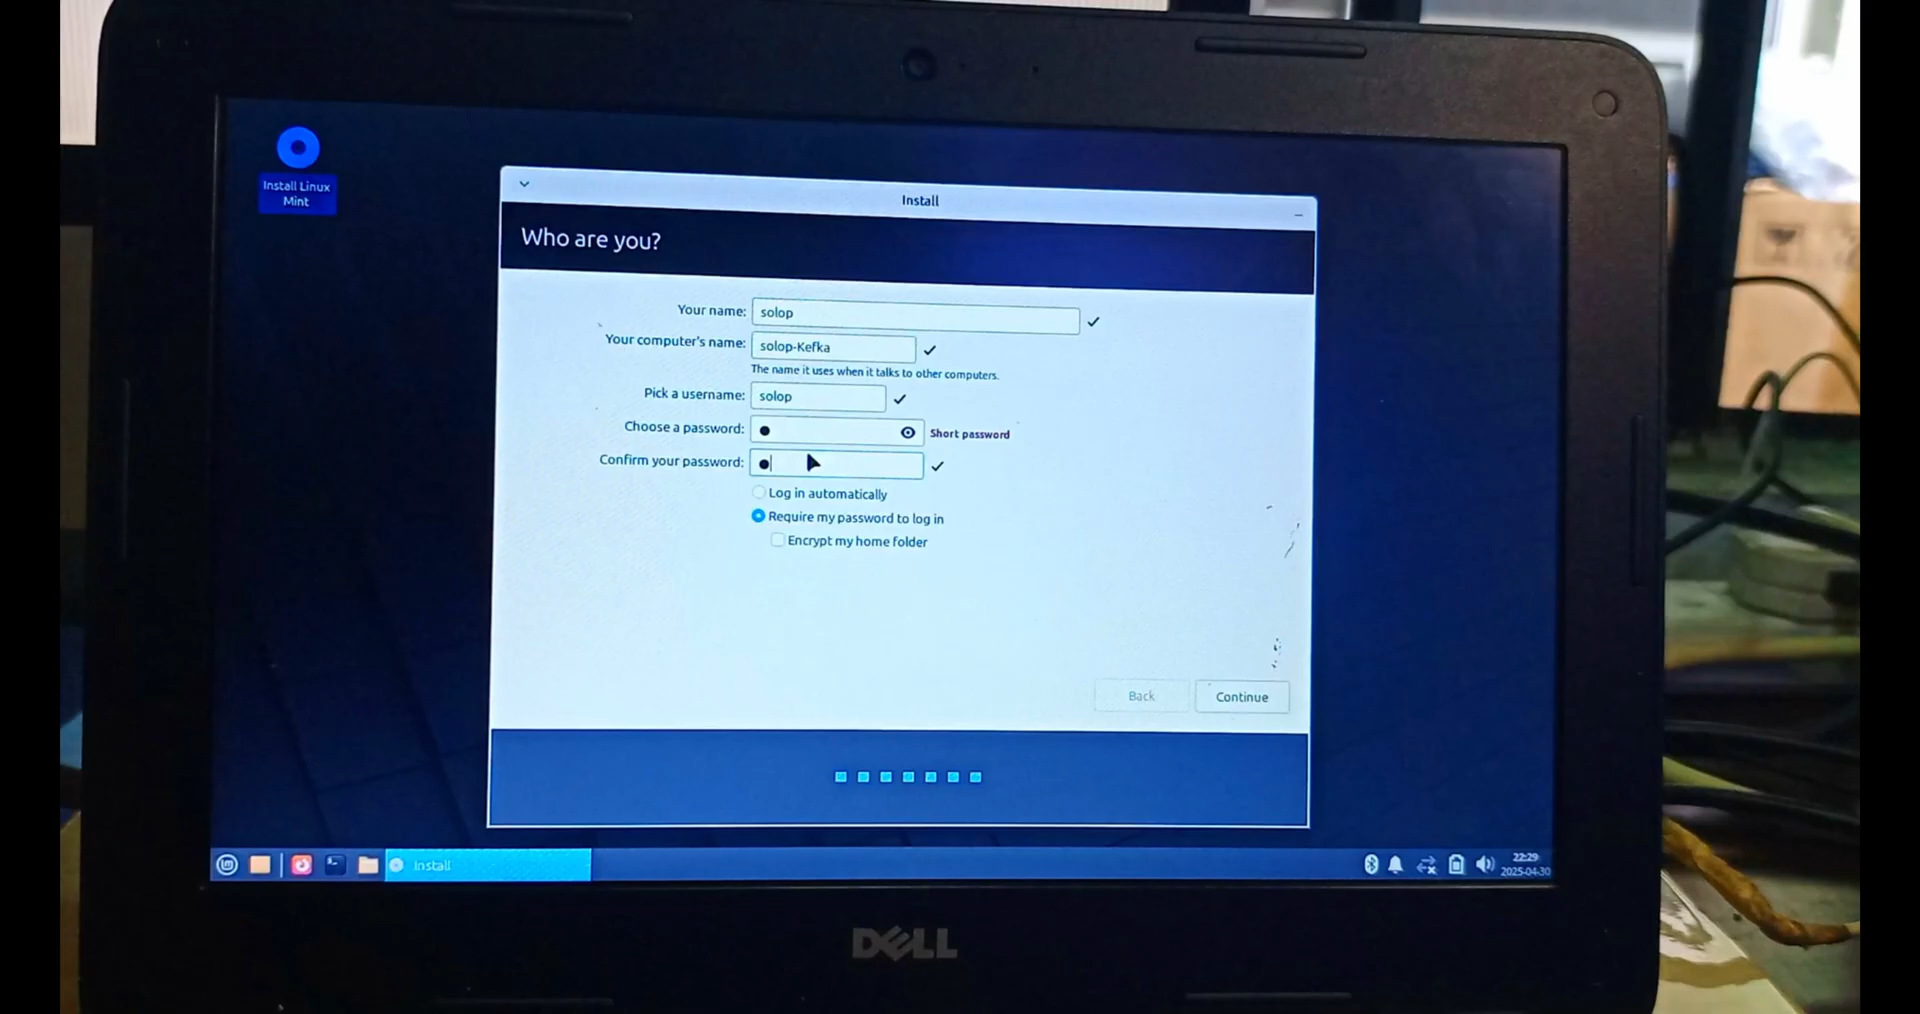 Install Linux
Mint
Install
Who are you?
Your name: solop
Your computer's name: solop-Kefka
The name it uses when it talks to other computers.
Pick a username: solop
Choose a password: ● Short password
Confirm your password: ●
Log in automatically
Require my password to log in
Encrypt my home folder
Back Continue
Install
22:29
2025-04-30
DELL